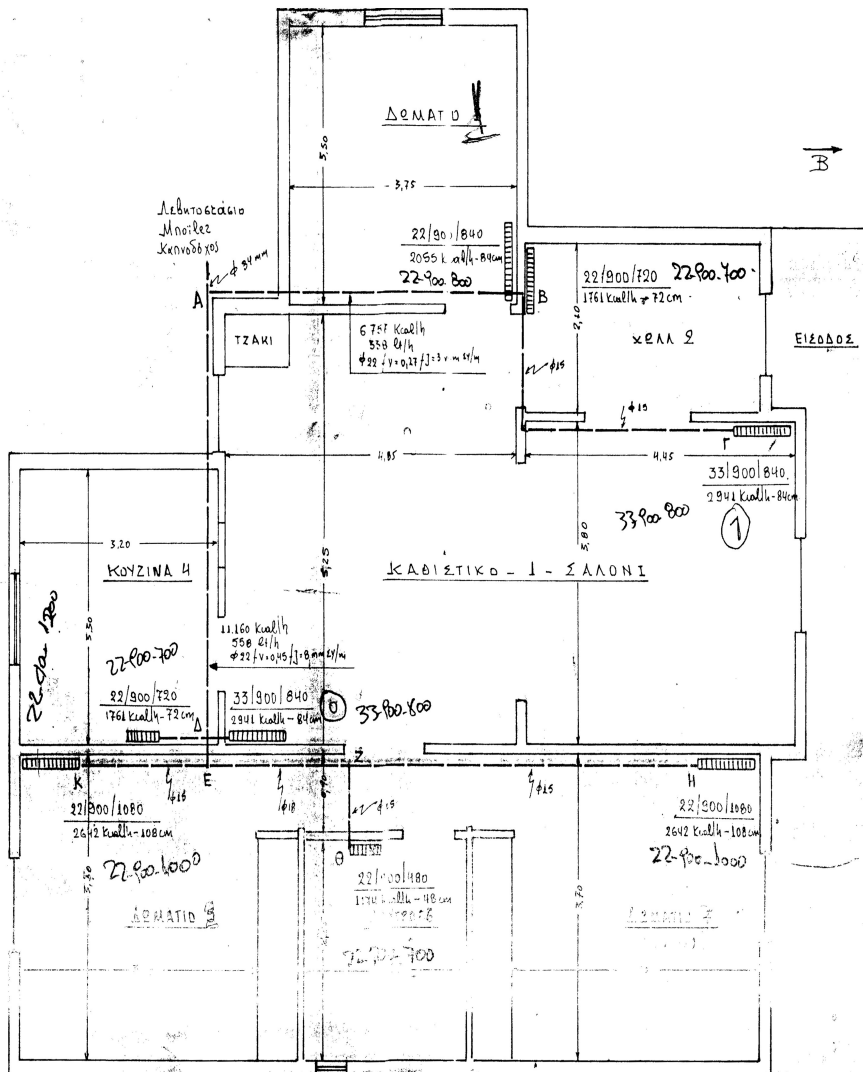 ΔΩΜΑΤΙΟ
5,50
3,75
B
Λεβητοστάσιο
Μποϊλερ
Καπνοδόχος
φ 34 mm
22/900/840
2055 Kcal/h-84cm
22-900-800
22/900/720
1761 Kcal/h-72cm
22-900-700
A
B
2,10
ΧΩΛΛ 2
ΕΙΣΟΔΟΣ
ΤΖΑΚΙ
6757 Kcal/h
338 lt/h
φ15
φ15
Γ
4,85
4,45
33/900/840
2941 Kcal/h-84cm
33-900-800
1
3,20
5,25
5,80
ΚΟΥΖΙΝΑ 4
ΚΑΘΙΣΤΙΚΟ - 1 - ΣΑΛΟΝΙ
5,50
11.160 Kcal/h
558 lt/h
22-900-700
22/900/720
1761 Kcal/h-72cm
Δ
33/900/840
2941 Kcal/h-84cm
33-900-800
K
E
Z
H
φ15
φ18
φ15
φ15
Θ
22/900/1080
2642 Kcal/h-108cm
22-900-1000
22/900/1080
2642 Kcal/h-108cm
22-900-1000
22/900/480
ΔΩΜΑΤΙΟ
3,70
ΔΩΜΑΤΙΟ 7